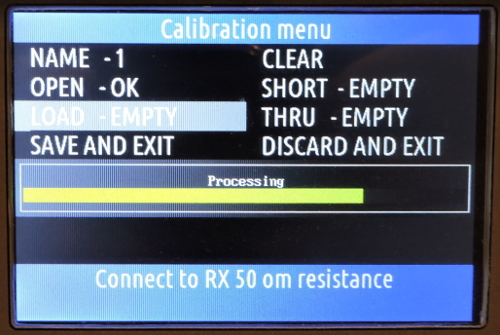 Calibration menu
NAME - 1 CLEAR
OPEN - OK SHORT - EMPTY
LOAD - EMPTY THRU - EMPTY
SAVE AND EXIT DISCARD AND EXIT
Processing
Connect to RX 50 om resistance